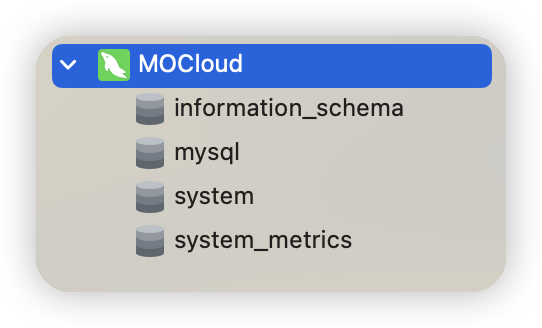 MOCloud
information_schema
mysql
system
system_metrics